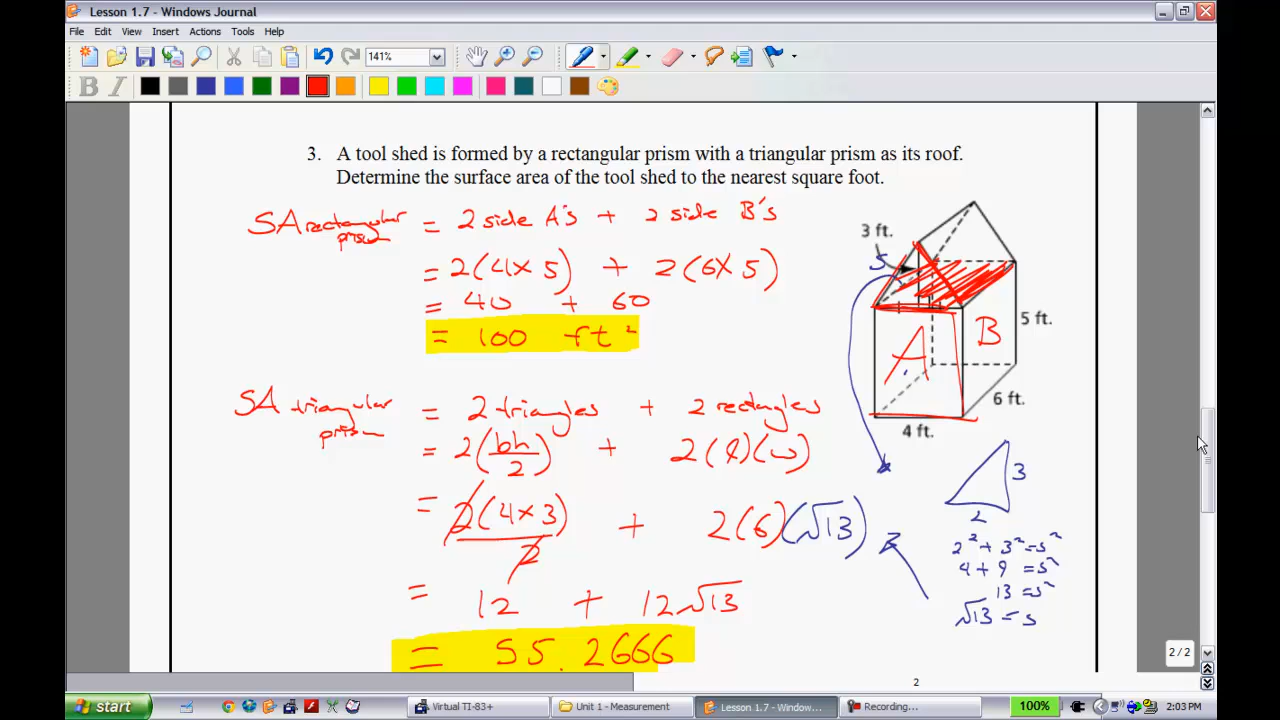 Lesson 1.7 - Windows Journal
File Edit View Insert Actions Tools Help
141%
B I
3. A tool shed is formed by a rectangular prism with a triangular prism as its roof.
Determine the surface area of the tool shed to the nearest square foot.
SA rectangular prism = 2 side A's + 2 side B's
= 2(4×5) + 2(6×5)
= 40 + 60
= 100 ft²
3 ft.
S
A
B
5 ft.
6 ft.
4 ft.
SA triangular prism = 2 triangles + 2 rectangles
= 2(bh/2) + 2(l)(w)
= 2(4×3)/2 + 2(6)(√13)
= 12 + 12√13
= 55.2666
3
2
2² + 3² = s²
4 + 9 = s²
13 = s²
√13 = s
2 / 2
2
start
Virtual TI-83+
Unit 1 - Measurement
Lesson 1.7 - Window...
Recording...
100%
2:03 PM